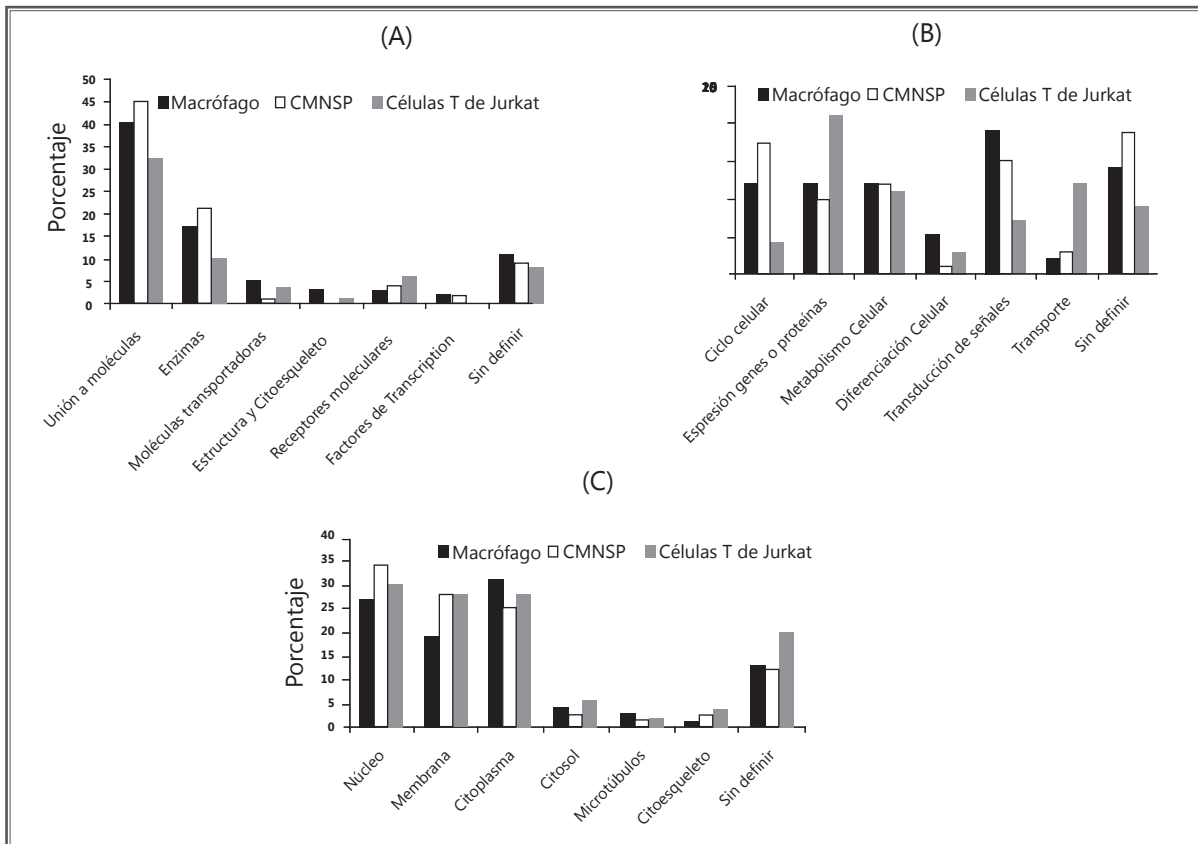 (A)
Porcentaje
50
45
40
35
30
25
20
15
10
5
0
Macrófago CMNSP Células T de Jurkat
Unión a moléculas
Enzimas
Moléculas transportadoras
Estructura y Citoesqueleto
Receptores moleculares
Factores de Transcription
Sin definir
(B)
Macrófago CMNSP Células T de Jurkat
Ciclo celular
Espresión genes o proteínas
Metabolismo Celular
Diferenciación Celular
Transducción de señales
Transporte
Sin definir
(C)
Porcentaje
40
35
30
25
20
15
10
5
0
Macrófago CMNSP Células T de Jurkat
Núcleo
Membrana
Citoplasma
Citosol
Microtúbulos
Citoesqueleto
Sin definir